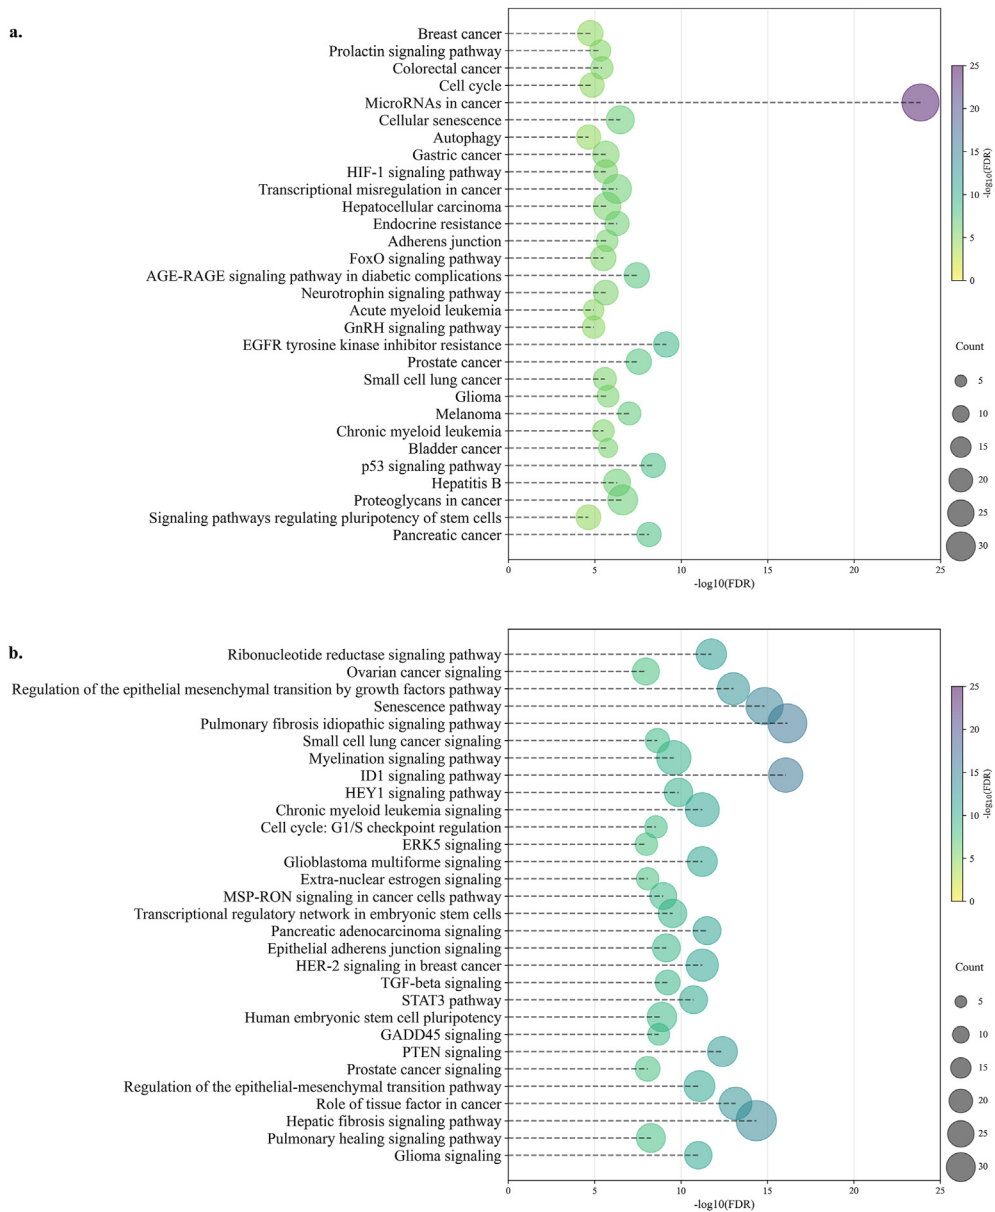 a.
Breast cancer
Prolactin signaling pathway
Colorectal cancer
Cell cycle
MicroRNAs in cancer
Cellular senescence
Autophagy
Gastric cancer
HIF-1 signaling pathway
Transcriptional misregulation in cancer
Hepatocellular carcinoma
Endocrine resistance
Adherens junction
FoxO signaling pathway
AGE-RAGE signaling pathway in diabetic complications
Neurotrophin signaling pathway
Acute myeloid leukemia
GnRH signaling pathway
EGFR tyrosine kinase inhibitor resistance
Prostate cancer
Small cell lung cancer
Glioma
Melanoma
Chronic myeloid leukemia
Bladder cancer
p53 signaling pathway
Hepatitis B
Proteoglycans in cancer
Signaling pathways regulating pluripotency of stem cells
Pancreatic cancer
0 5 10 15 20 25
-log10(FDR)
25
20
15
10
5
0
-log10(FDR)
Count
5
10
15
20
25
30
b.
Ribonucleotide reductase signaling pathway
Ovarian cancer signaling
Regulation of the epithelial mesenchymal transition by growth factors pathway
Senescence pathway
Pulmonary fibrosis idiopathic signaling pathway
Small cell lung cancer signaling
Myelination signaling pathway
ID1 signaling pathway
HEY1 signaling pathway
Chronic myeloid leukemia signaling
Cell cycle: G1/S checkpoint regulation
ERK5 signaling
Glioblastoma multiforme signaling
Extra-nuclear estrogen signaling
MSP-RON signaling in cancer cells pathway
Transcriptional regulatory network in embryonic stem cells
Pancreatic adenocarcinoma signaling
Epithelial adherens junction signaling
HER-2 signaling in breast cancer
TGF-beta signaling
STAT3 pathway
Human embryonic stem cell pluripotency
GADD45 signaling
PTEN signaling
Prostate cancer signaling
Regulation of the epithelial-mesenchymal transition pathway
Role of tissue factor in cancer
Hepatic fibrosis signaling pathway
Pulmonary healing signaling pathway
Glioma signaling
0 5 10 15 20 25
-log10(FDR)
25
20
15
10
5
0
-log10(FDR)
Count
5
10
15
20
25
30